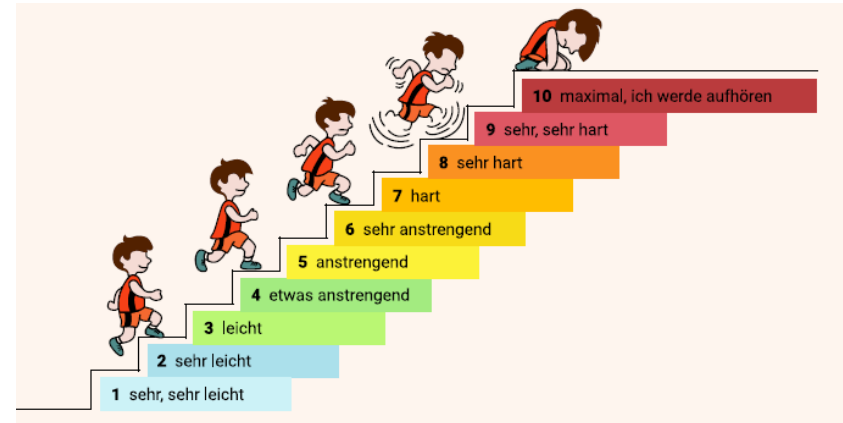 10 maximal, ich werde aufhören
9 sehr, sehr hart
8 sehr hart
7 hart
6 sehr anstrengend
5 anstrengend
4 etwas anstrengend
3 leicht
2 sehr leicht
1 sehr, sehr leicht